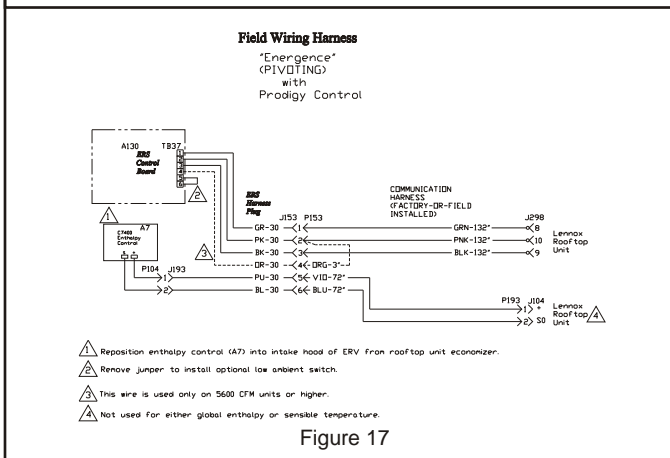 Field Wiring Harness
"Energence"
(PIVOTING)
with
Prodigy Control
A130 TB37
ERS
Control
Board
1
2
3
4
5
6
2
1
A7
C7400
Enthalpy
Control
S +
P104 J193
1
2
3
ERS
Harness
Plug
J153 P153
COMMUNICATION
HARNESS
(FACTORY-OR-FIELD
INSTALLED)
J298
GR-30 1 GRN-132" 8
PK-30 2 PNK-132" 10
BK-30 3 BLK-132" 9
OR-30 4 ORG-3"
PU-30 5 VIO-72"
BL-30 6 BLU-72"
Lennox
Rooftop
Unit
P193 J104
1 +
2 SO
Lennox
Rooftop
Unit
4
1 Reposition enthalpy control (A7) into intake hood of ERV from rooftop unit economizer.
2 Remove jumper to install optional low ambient switch.
3 This wire is used only on 5600 CFM units or higher.
4 Not used for either global enthalpy or sensible temperature.
Figure 17